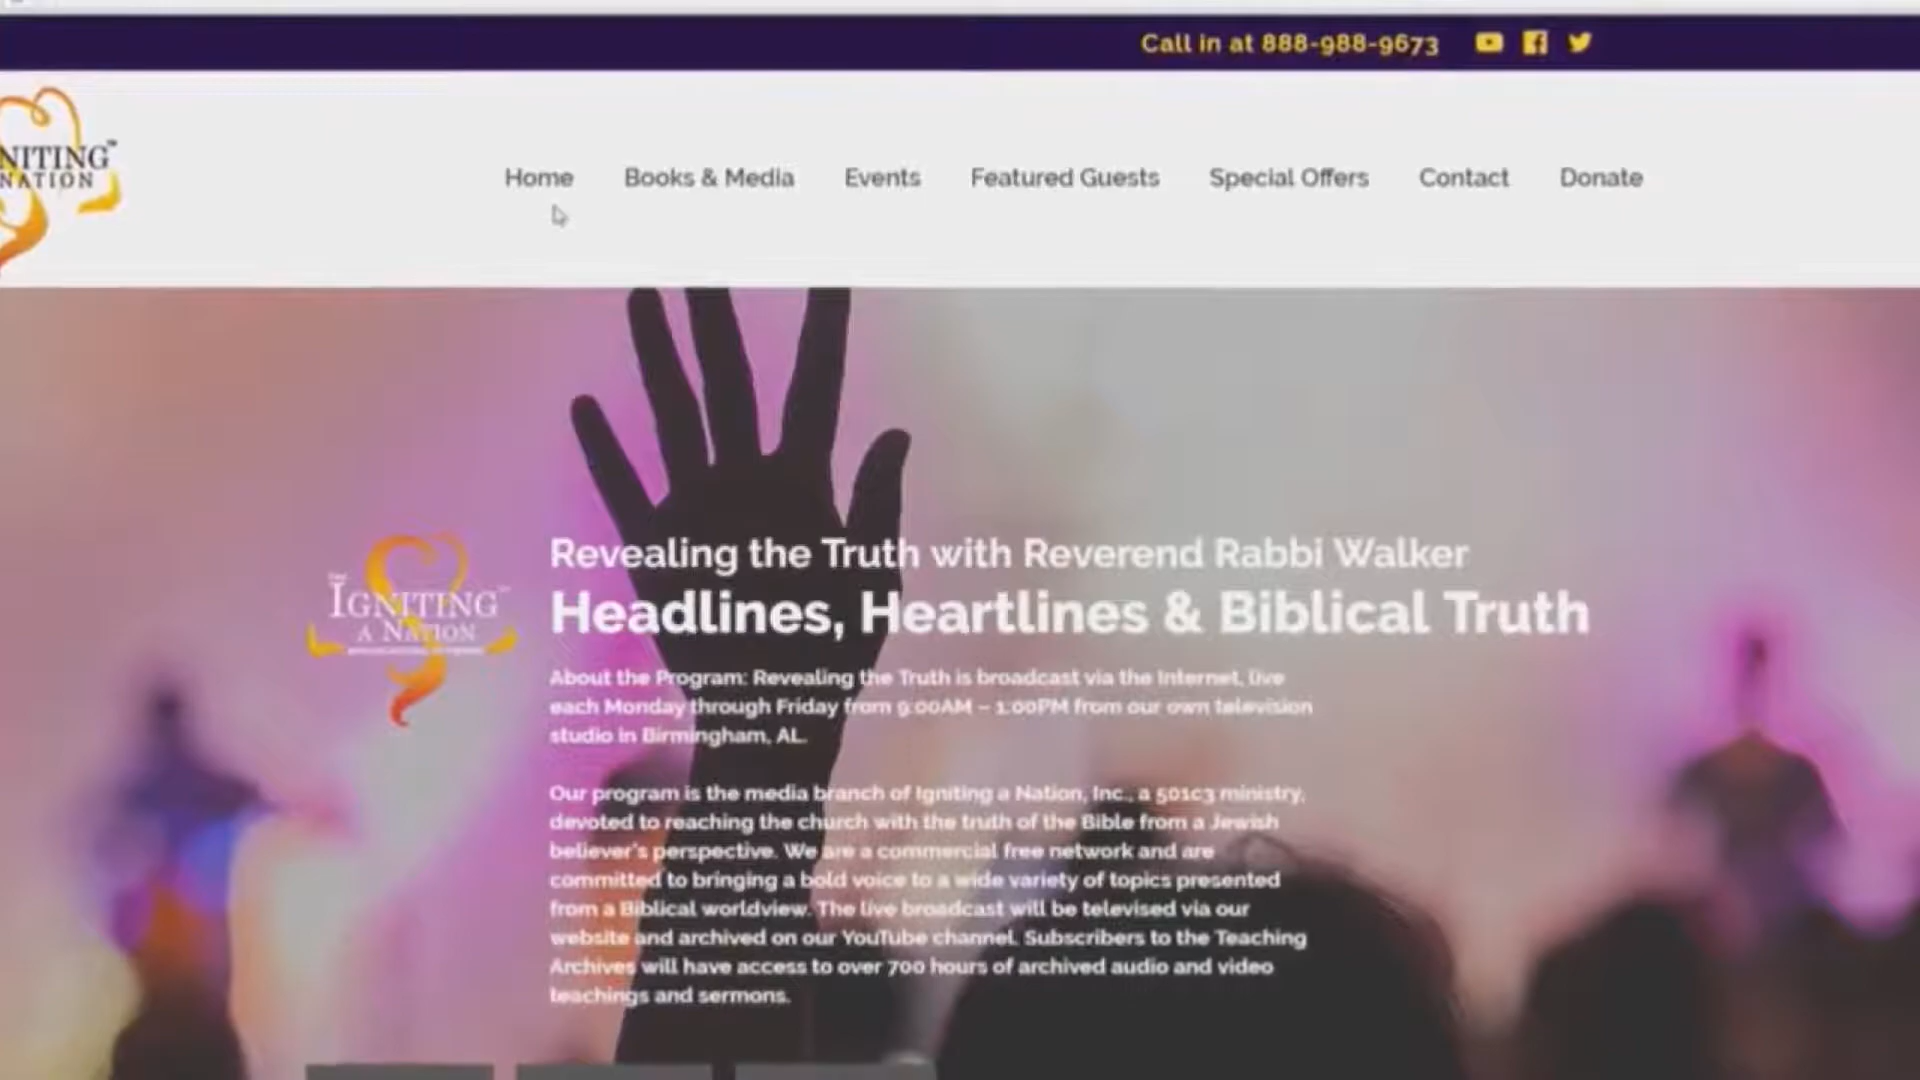 Call in at 888-988-9673
NITING
NATION
Home Books & Media Events Featured Guests Special Offers Contact Donate
Revealing the Truth with Reverend Rabbi Walker
Headlines, Heartlines & Biblical Truth
IGNITING
A NATION
About the Program: Revealing the Truth is broadcast via the Internet, live
each Monday through Friday from 9:00AM – 1:00PM from our own television
studio in Birmingham, AL.
Our program is the media branch of Igniting a Nation, Inc., a 501c3 ministry,
devoted to reaching the church with the truth of the Bible from a Jewish
believer's perspective. We are a commercial free network and are
committed to bringing a bold voice to a wide variety of topics presented
from a Biblical worldview. The live broadcast will be televised via our
website and archived on our YouTube channel. Subscribers to the Teaching
Archives will have access to over 700 hours of archived audio and video
teachings and sermons.